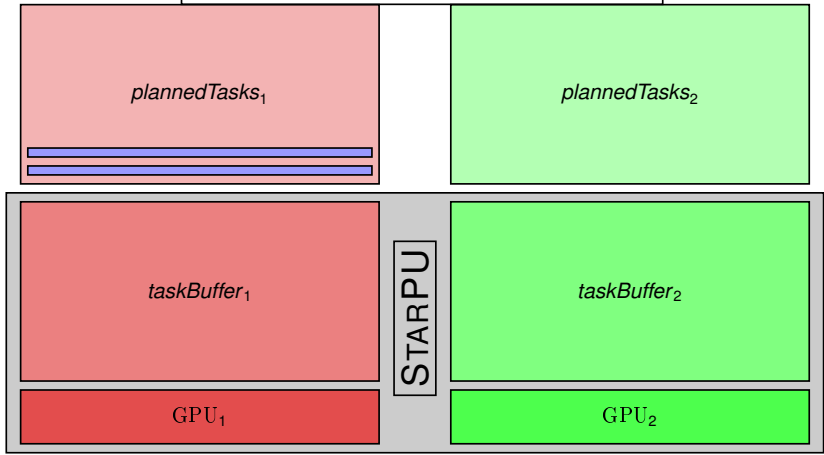 plannedTasks₁
plannedTasks₂
taskBuffer₁
STARPU
taskBuffer₂
GPU₁
GPU₂